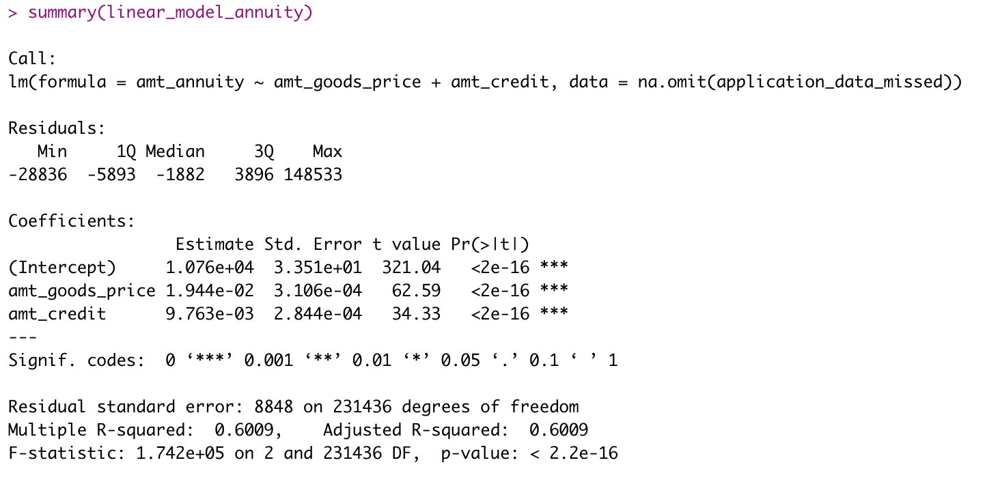 > summary(linear_model_annuity)
Call:
lm(formula = amt_annuity ~ amt_goods_price + amt_credit, data = na.omit(application_data_missed))
Residuals:
   Min     1Q Median     3Q    Max
-28836  -5893  -1882   3896 148533
Coefficients:
                 Estimate Std. Error t value Pr(>|t|)
(Intercept)     1.076e+04  3.351e+01  321.04   <2e-16 ***
amt_goods_price 1.944e-02  3.106e-04   62.59   <2e-16 ***
amt_credit      9.763e-03  2.844e-04   34.33   <2e-16 ***
---
Signif. codes:  0 ‘***’ 0.001 ‘**’ 0.01 ‘*’ 0.05 ‘.’ 0.1 ‘ ’ 1
Residual standard error: 8848 on 231436 degrees of freedom
Multiple R-squared:  0.6009,    Adjusted R-squared:  0.6009
F-statistic: 1.742e+05 on 2 and 231436 DF,  p-value: < 2.2e-16